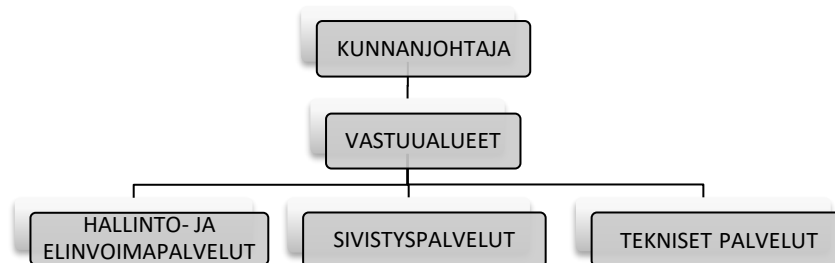 KUNNANJOHTAJA
VASTUUALUEET
HALLINTO- JA
ELINVOIMAPALVELUT
SIVISTYSPALVELUT
TEKNISET PALVELUT